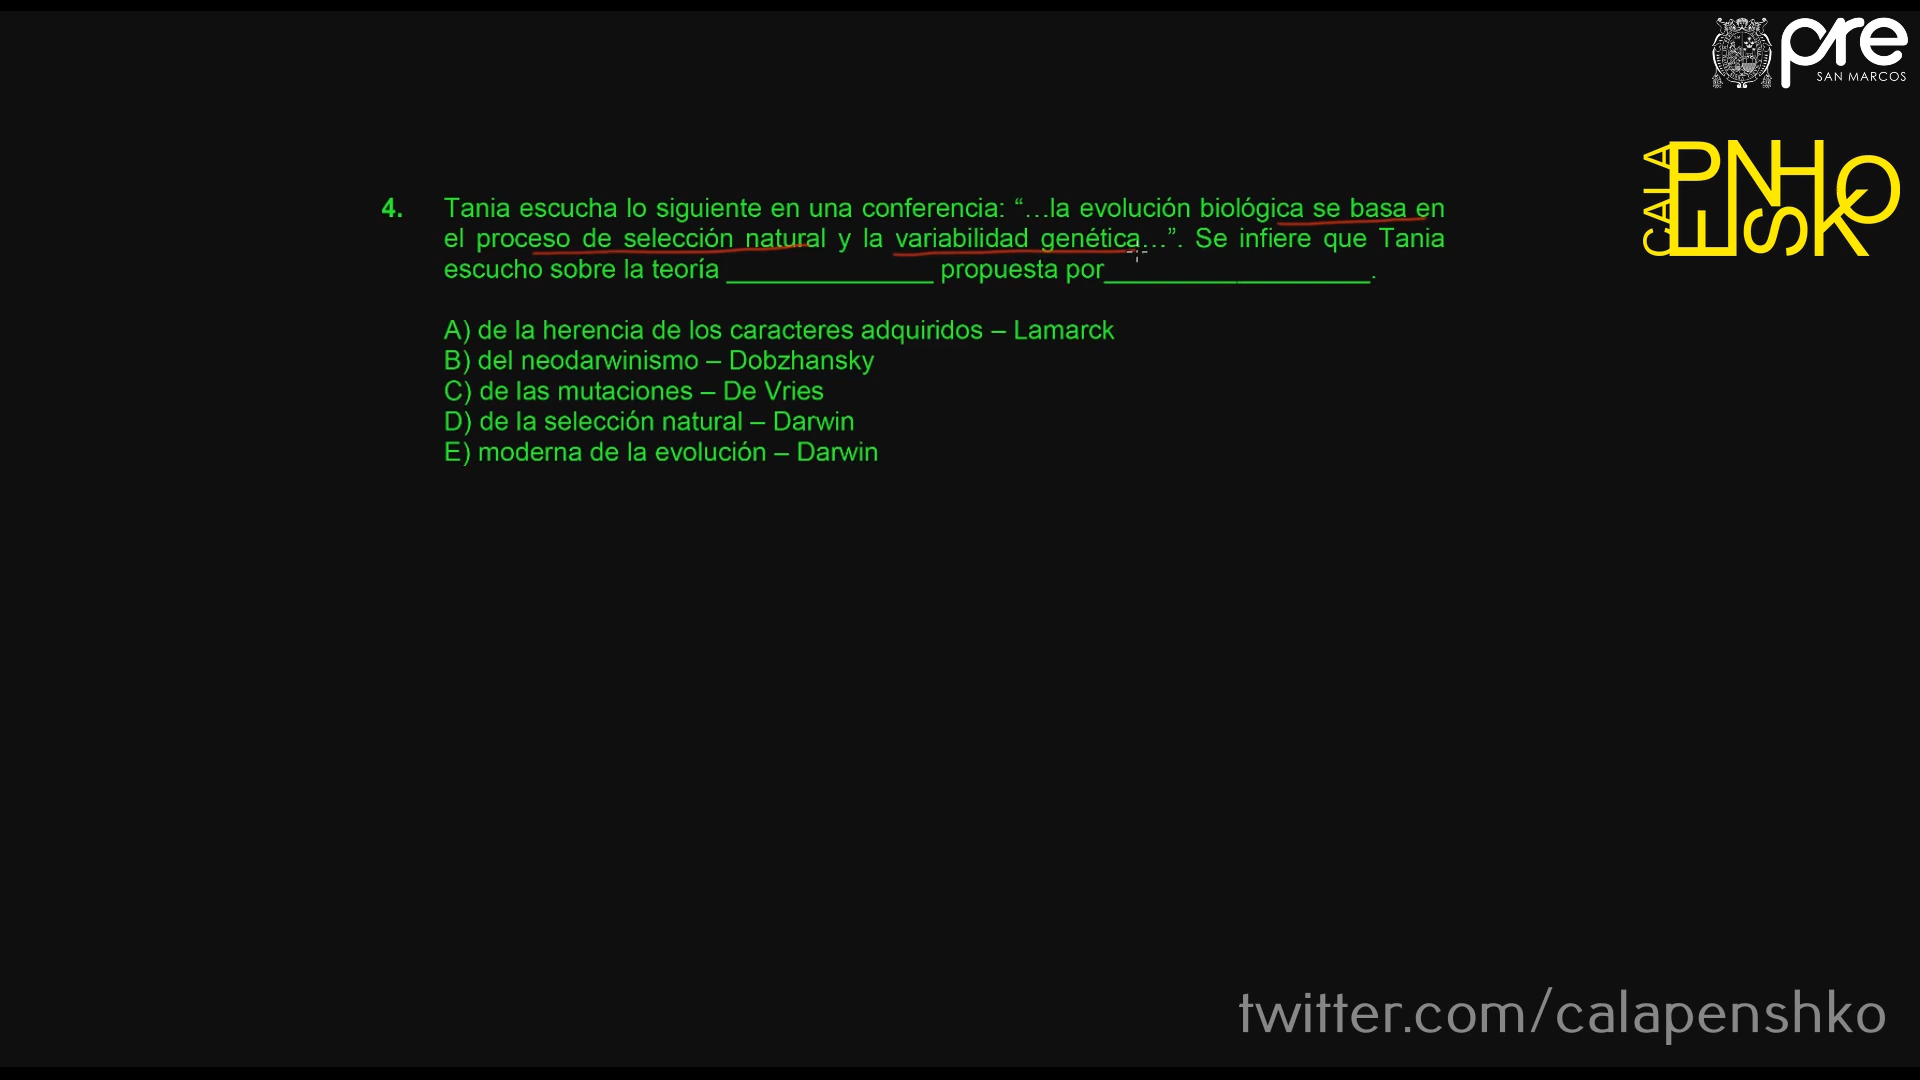 pre
SAN MARCOS
CALA
PENSHKO
4. Tania escucha lo siguiente en una conferencia: “…la evolución biológica se basa en
el proceso de selección natural y la variabilidad genética…”. Se infiere que Tania
escucho sobre la teoría _______________ propuesta por___________________.
A) de la herencia de los caracteres adquiridos – Lamarck
B) del neodarwinismo – Dobzhansky
C) de las mutaciones – De Vries
D) de la selección natural – Darwin
E) moderna de la evolución – Darwin
twitter.com/calapenshko